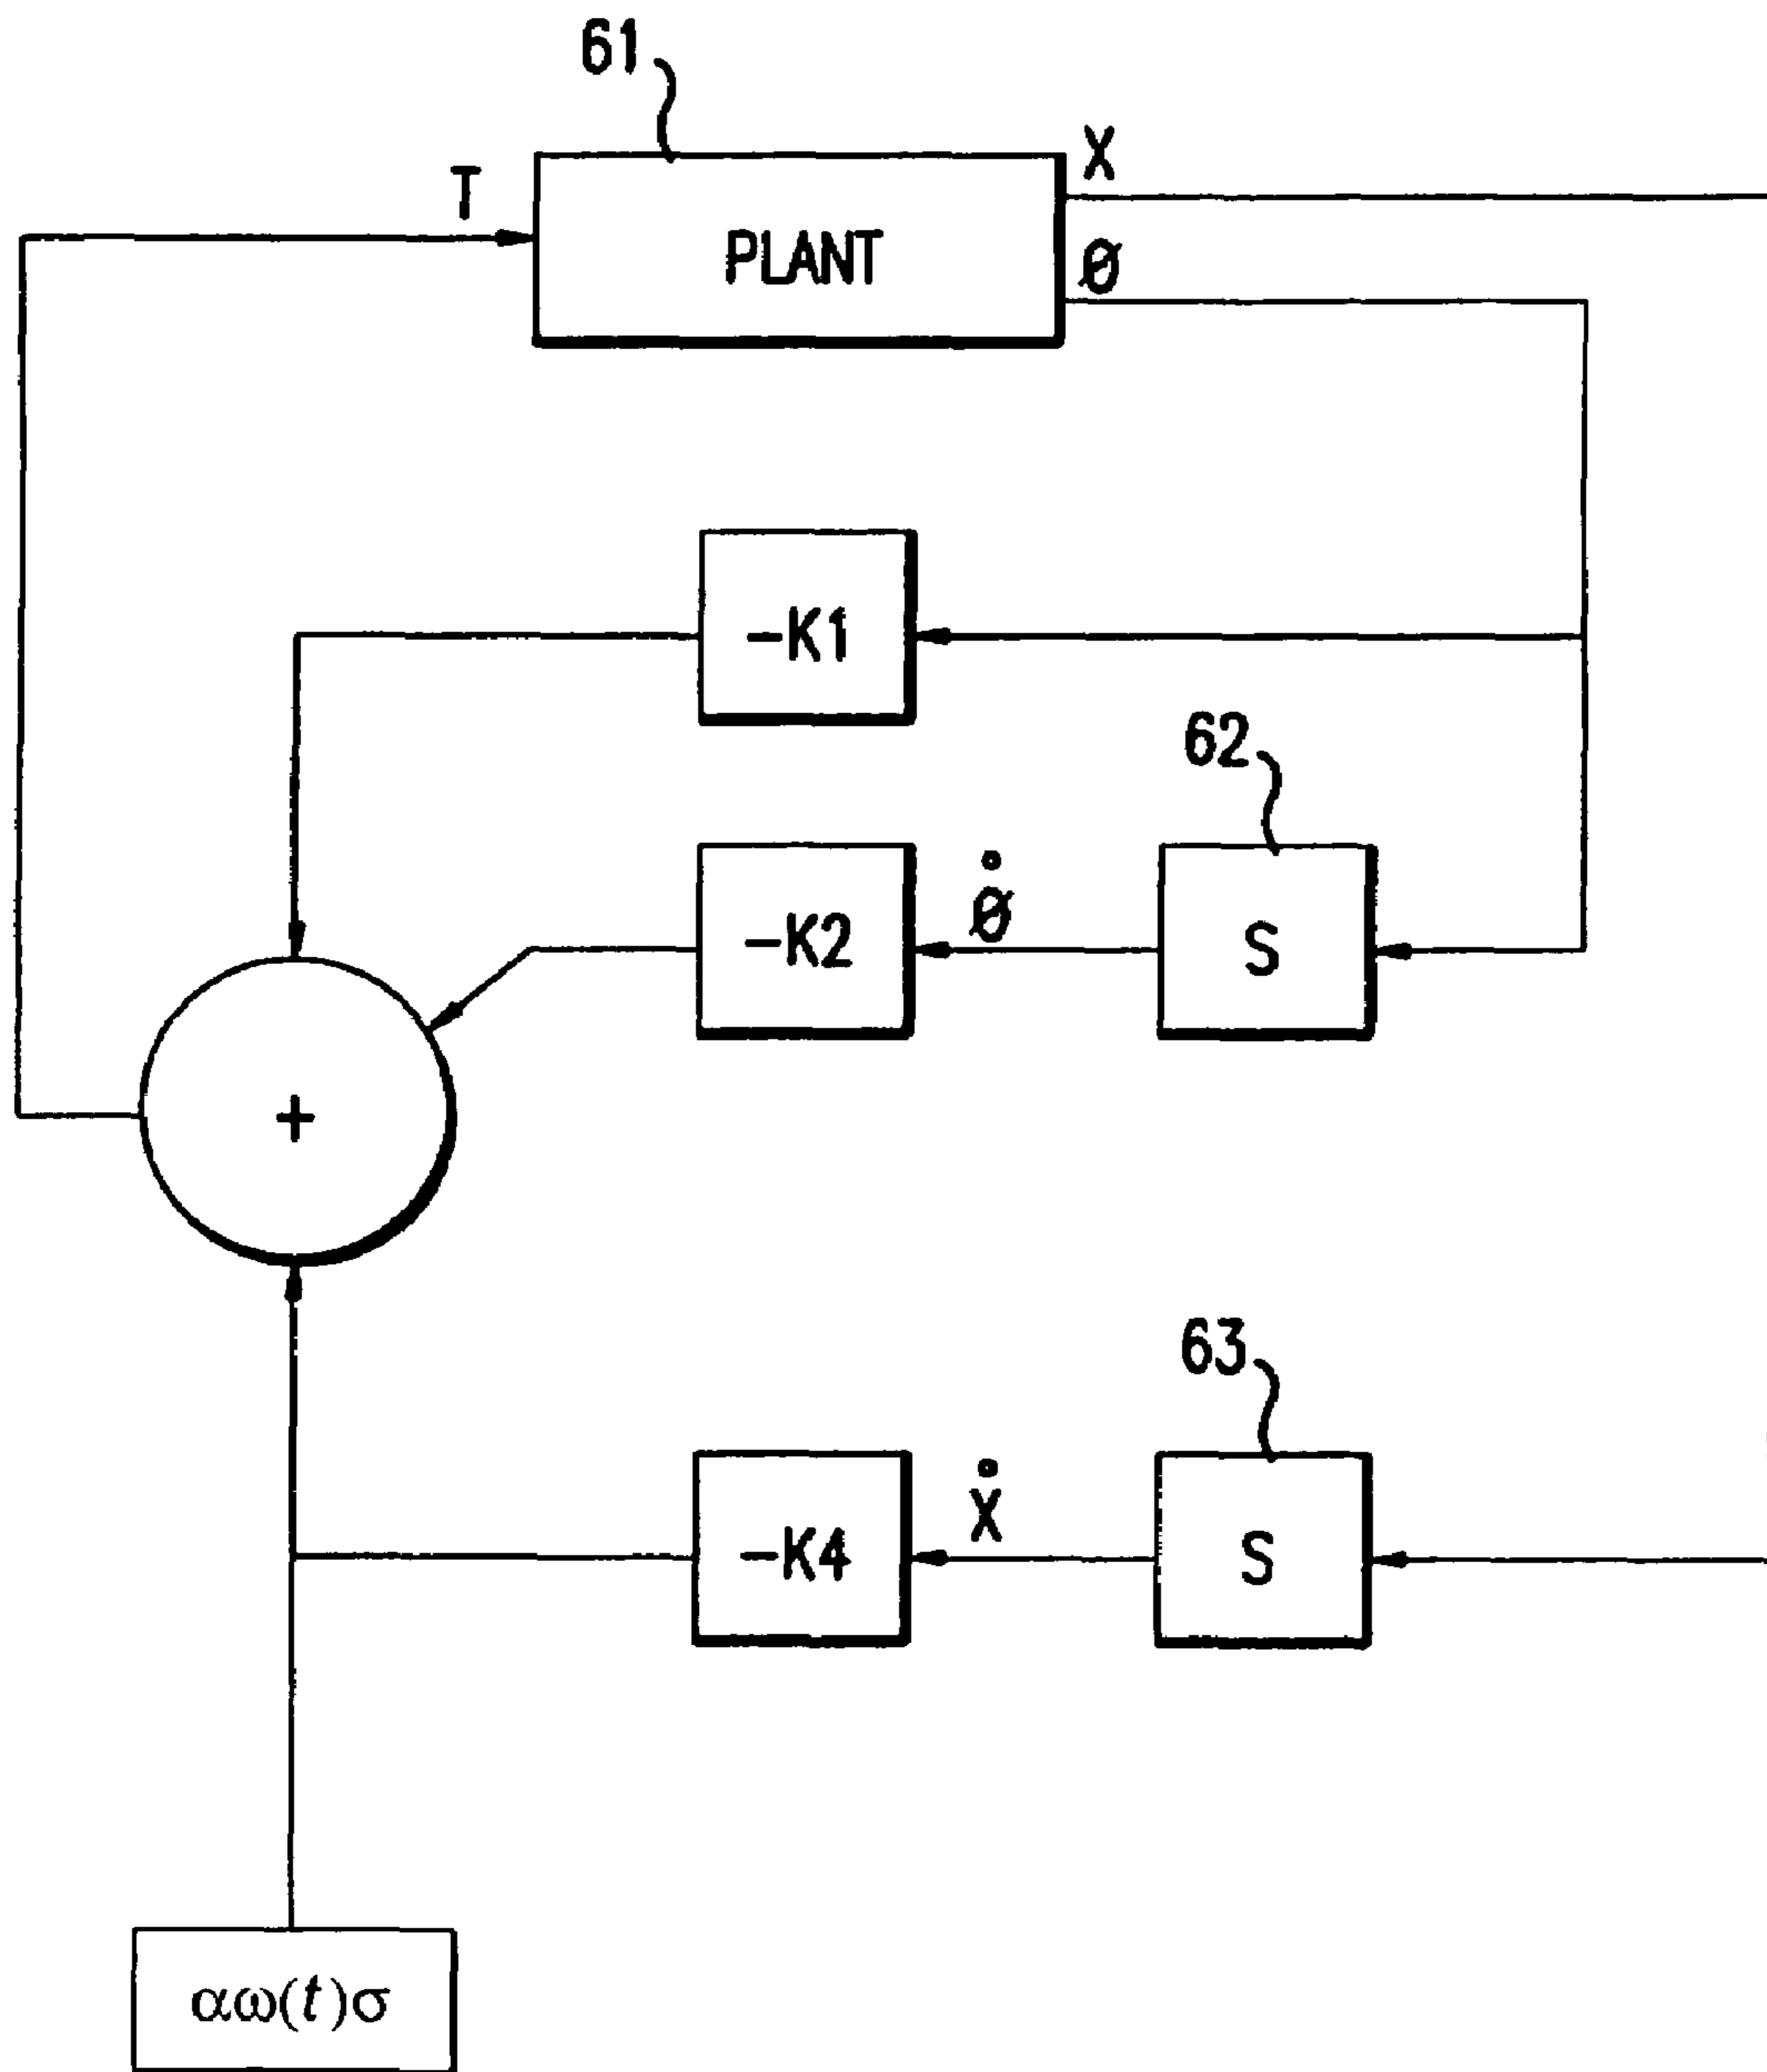 61
T
X
PLANT
Ø
-K1
62
-K2
Ø̇
S
+
63
-K4
Ẋ
S
αω(t)σ